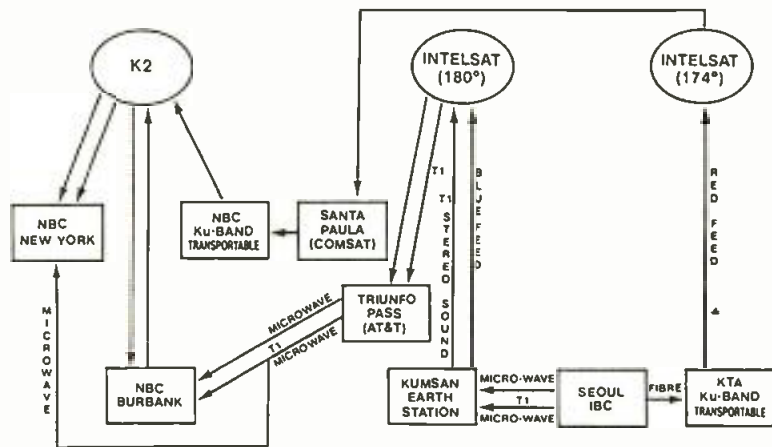 K2
INTELSAT
(180°)
INTELSAT
(174°)
NBC
NEW YORK
NBC
Ku-BAND
TRANSPORTABLE
SANTA
PAULA
(COMSAT)
T1
T1 STEREO SOUND
BLUE FEED
RED FEED
TRIUNFO
PASS
(AT&T)
MICROWAVE
T1
MICROWAVE
MICROWAVE
NBC
BURBANK
KUMSAN
EARTH
STATION
MICRO-WAVE
T1
MICRO-WAVE
SEOUL
IBC
FIBRE
KTA
Ku-BAND
TRANSPORTABLE